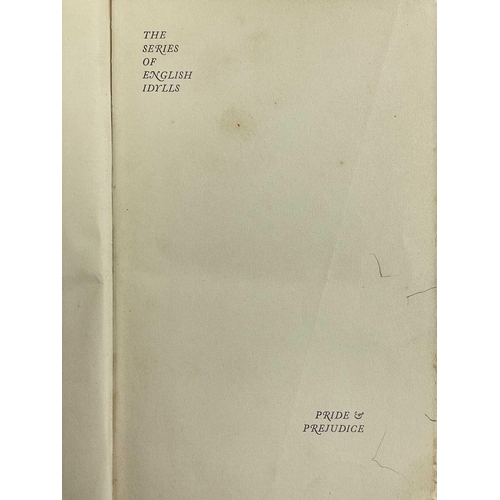 THE
SERIES
OF
ENGLISH
IDYLLS
PRIDE &
PREJUDICE